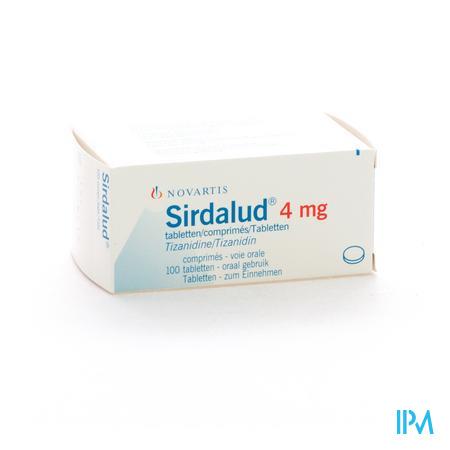 NOVARTIS
Sirdalud® 4 mg
tabletten/comprimés/Tabletten
Tizanidine/Tizanidin
comprimés - voie orale
100 tabletten - oraal gebruik
Tabletten - zum Einnehmen
Sirdalud®
IPM